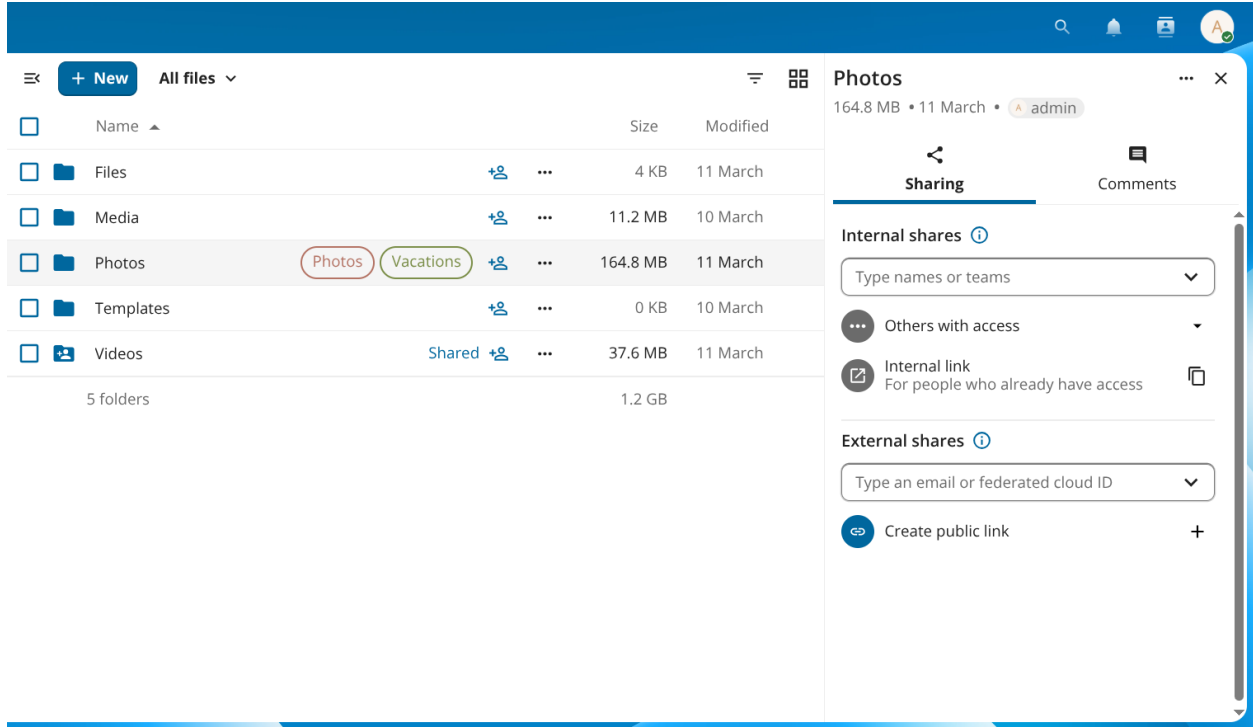 A
+ New All files
Photos
164.8 MB • 11 March • A admin
Name Size Modified
Sharing Comments
Files 4 KB 11 March
Media 11.2 MB 10 March
Photos Photos Vacations 164.8 MB 11 March
Templates 0 KB 10 March
Videos Shared 37.6 MB 11 March
5 folders 1.2 GB
Internal shares
Type names or teams
Others with access
Internal link
For people who already have access
External shares
Type an email or federated cloud ID
Create public link